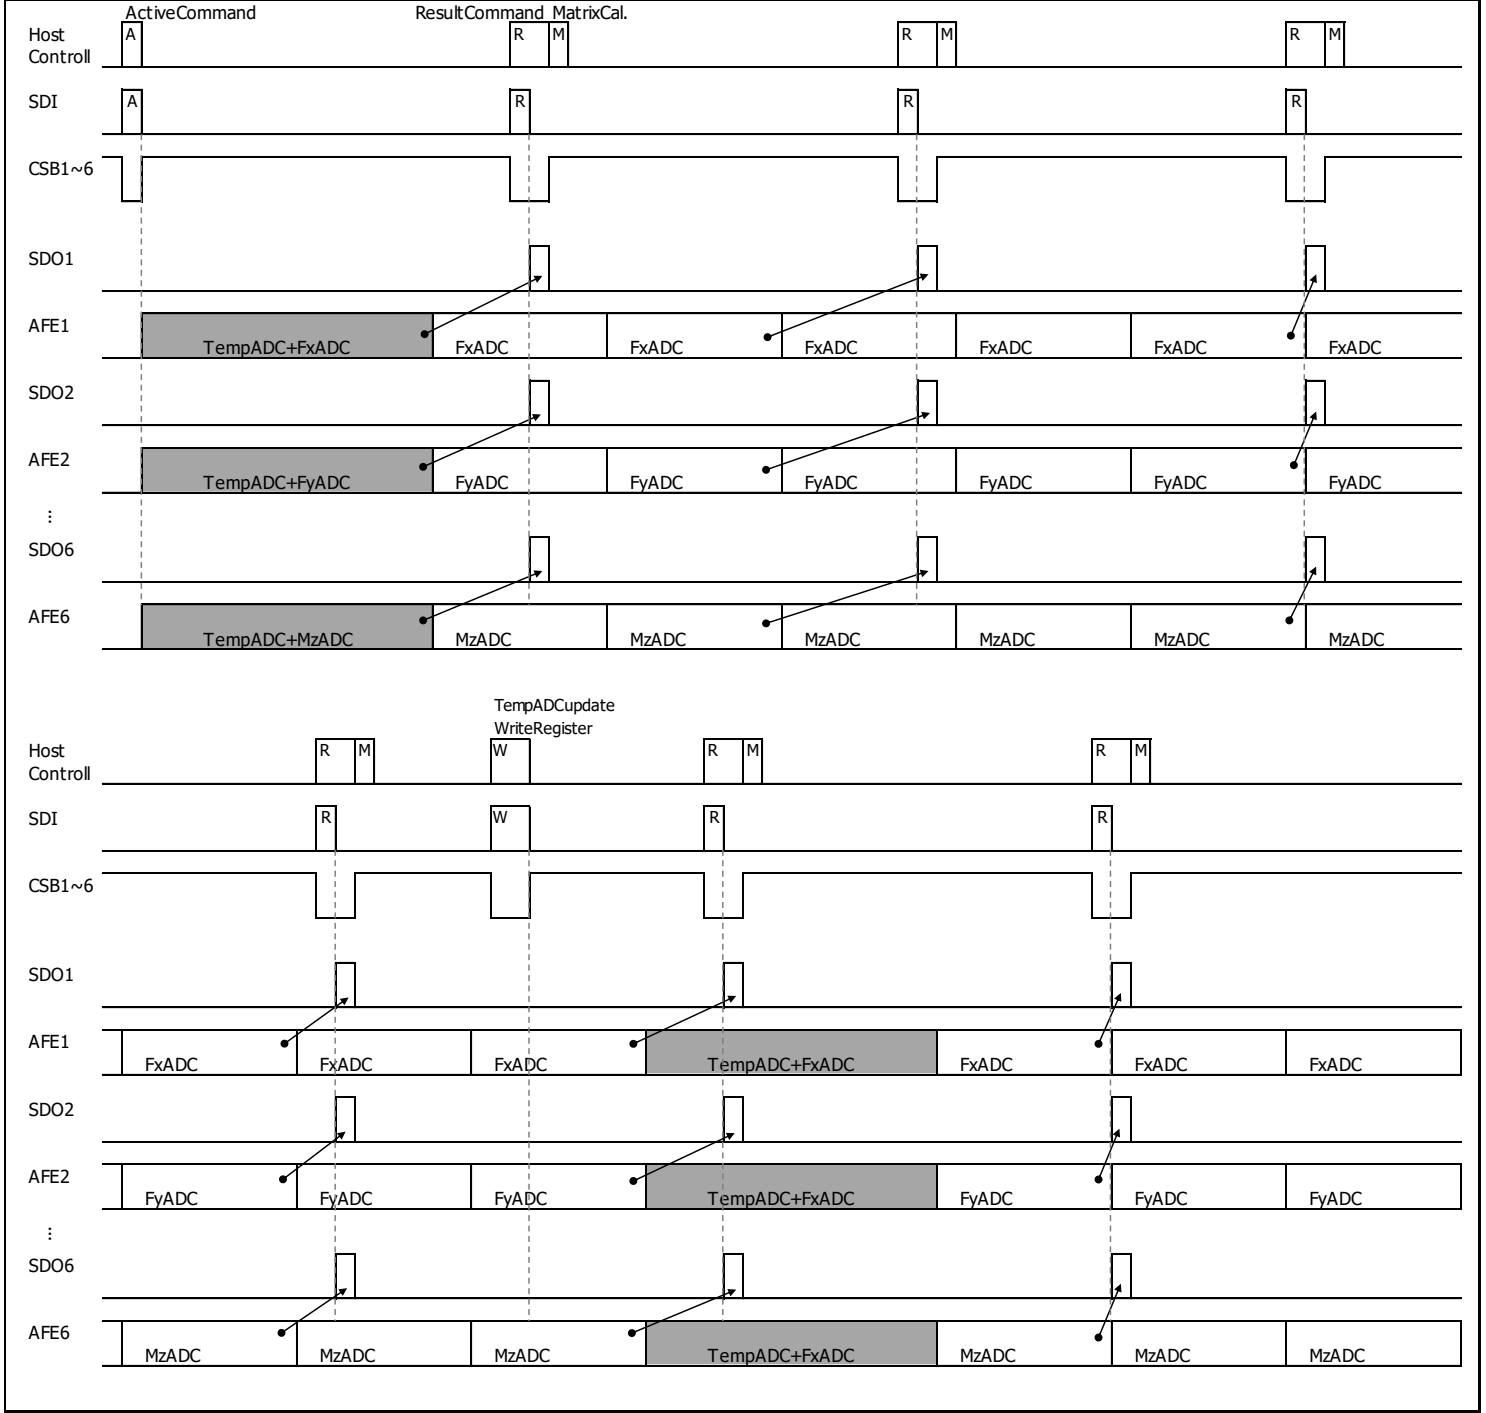 ActiveCommand ResultCommand MatrixCal.
Host
Controll
A R M R M R M
SDI
A R R R
CSB1~6
SDO1
AFE1
TempADC+FxADC FxADC FxADC FxADC FxADC FxADC FxADC
SDO2
AFE2
TempADC+FyADC FyADC FyADC FyADC FyADC FyADC FyADC
⋮
SDO6
AFE6
TempADC+MzADC MzADC MzADC MzADC MzADC MzADC MzADC
TempADCupdate
WriteRegister
Host
Controll
R M W R M R M
SDI
R W R R
CSB1~6
SDO1
AFE1
FxADC FxADC FxADC TempADC+FxADC FxADC FxADC FxADC
SDO2
AFE2
FyADC FyADC FyADC TempADC+FxADC FyADC FyADC FyADC
⋮
SDO6
AFE6
MzADC MzADC MzADC TempADC+FxADC MzADC MzADC MzADC